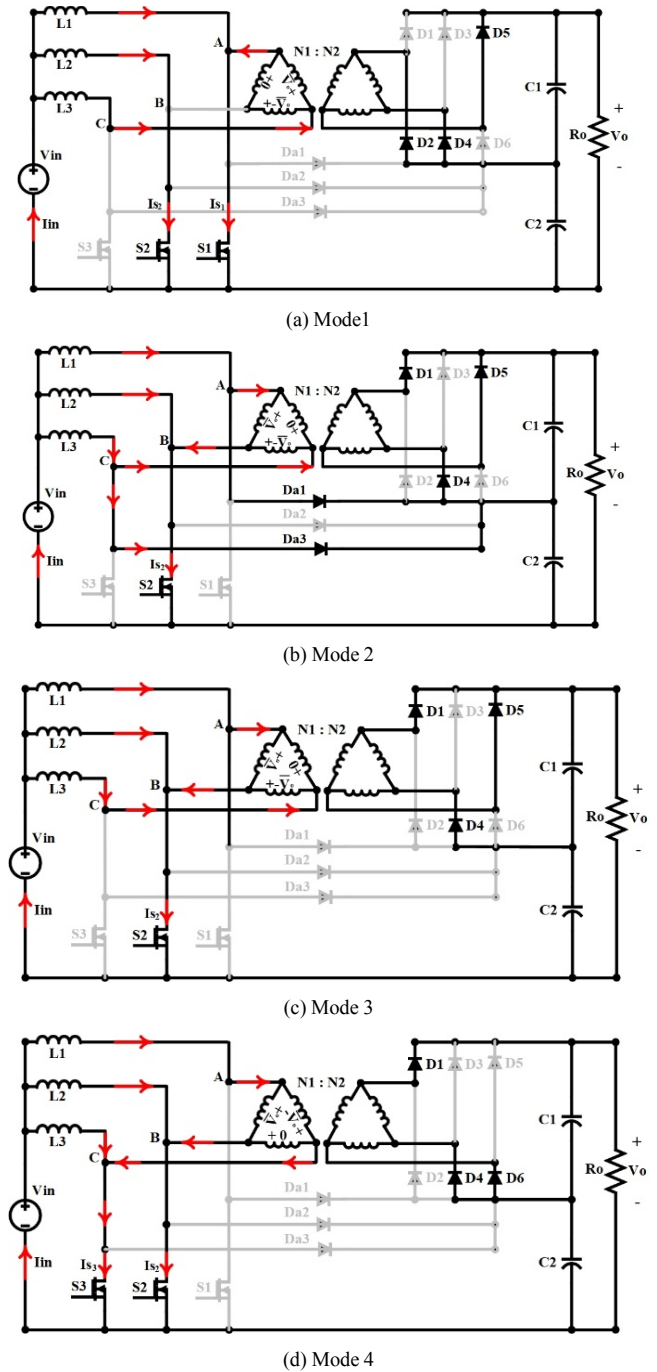 L1
A
N1 : N2
D1 D3 D5
L2
L3
B
0+
V̄o+
+-V̄o
C1
+
C
Ro Vo
-
D2 D4 D6
Vin
Da1
Da2
Is2 Is1
Da3
Iin
C2
S3 S2 S1
(a) Mode1
L1
A
N1 : N2
D1 D3 D5
L2
L3
B
V̄o+
0+
+-V̄o
C1
+
C
Ro Vo
-
D2 D4 D6
Vin
Da1
Da2
Da3
Iin
Is2
C2
S3 S2 S1
(b) Mode 2
L1
A
N1 : N2
D1 D3 D5
L2
L3
B
V̄o+
0+
+-V̄o
C1
+
C
Ro Vo
-
D2 D4 D6
Vin
Da1
Da2
Da3
Iin
Is2
C2
S3 S2 S1
(c) Mode 3
L1
A
N1 : N2
D1 D3 D5
L2
L3
B
V̄o+
-Vo+
+ 0
C1
+
C
Ro Vo
-
D2 D4 D6
Vin
Da1
Da2
Da3
Iin
Is3 Is2
C2
S3 S2 S1
(d) Mode 4